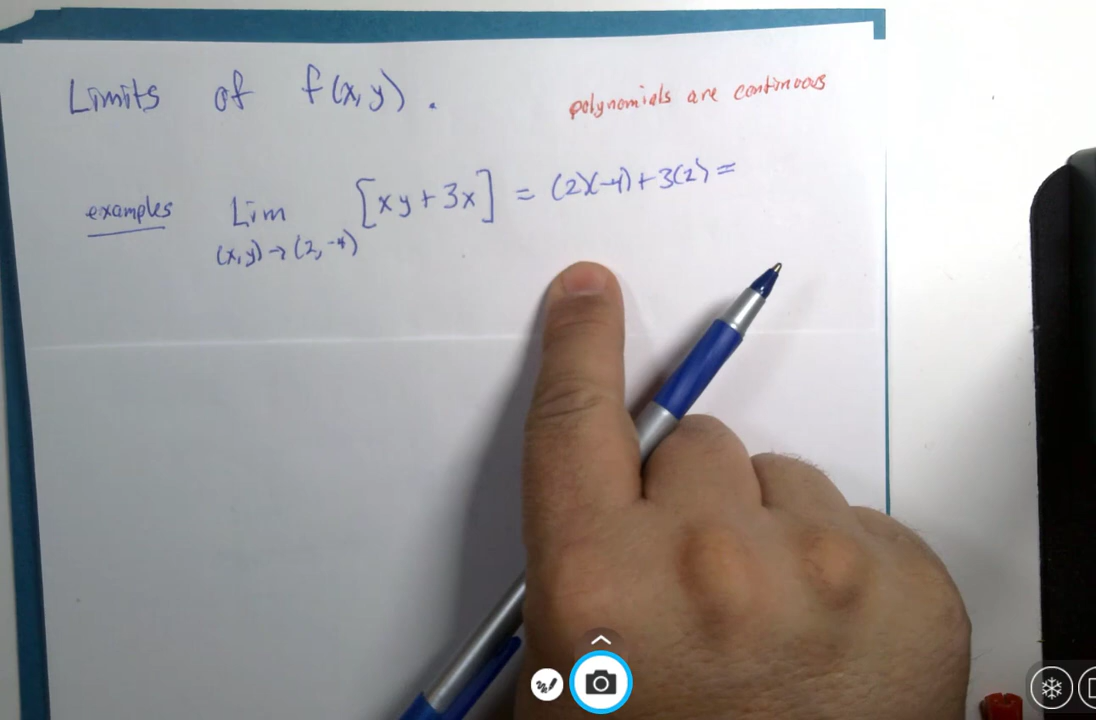 Limits of f(x,y).
polynomials are continuous
examples Lim [xy+3x] = (2)(-4)+3(2) =
(x,y)→(2,-4)